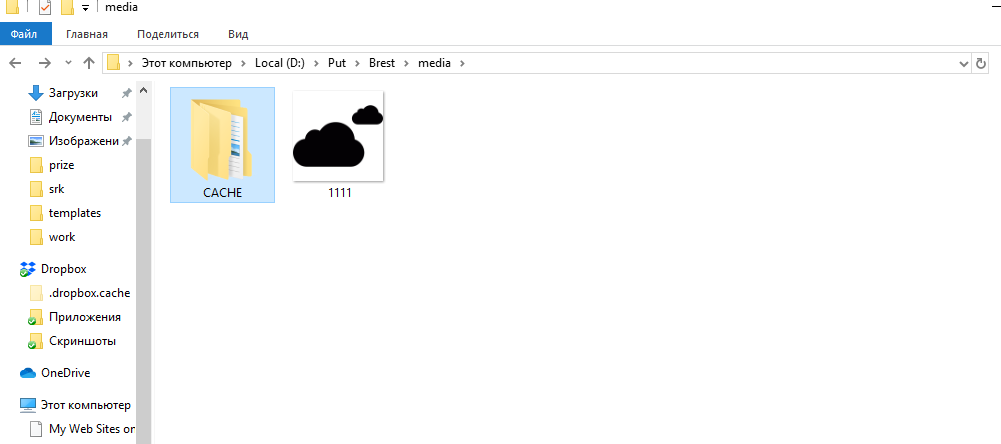 media
Файл Главная Поделиться Вид
Этот компьютер Local (D:) Put Brest media
Загрузки
Документы
Изображени
prize
srk
templates
work
Dropbox
.dropbox.cache
Приложения
Скриншоты
OneDrive
Этот компьютер
My Web Sites on
CACHE
1111